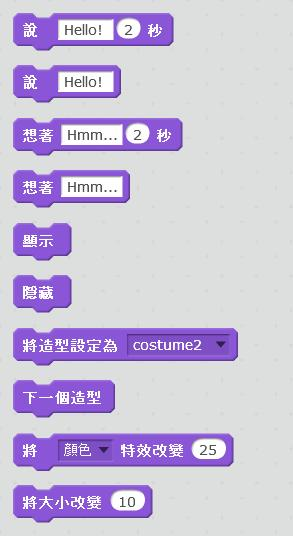 說 Hello! 2 秒
說 Hello!
想著 Hmm... 2 秒
想著 Hmm...
顯示
隱藏
將造型設定為 costume2
下一個造型
將 顏色 特效改變 25
將大小改變 10